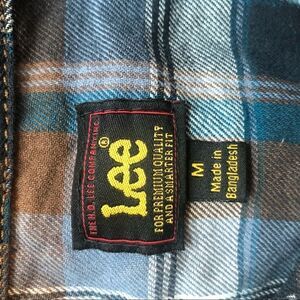 THE H.D. LEE COMPANY INC.
Lee®
FOR PREMIUM QUALITY
AND A SMARTER FIT
M
Made in
Bangladesh